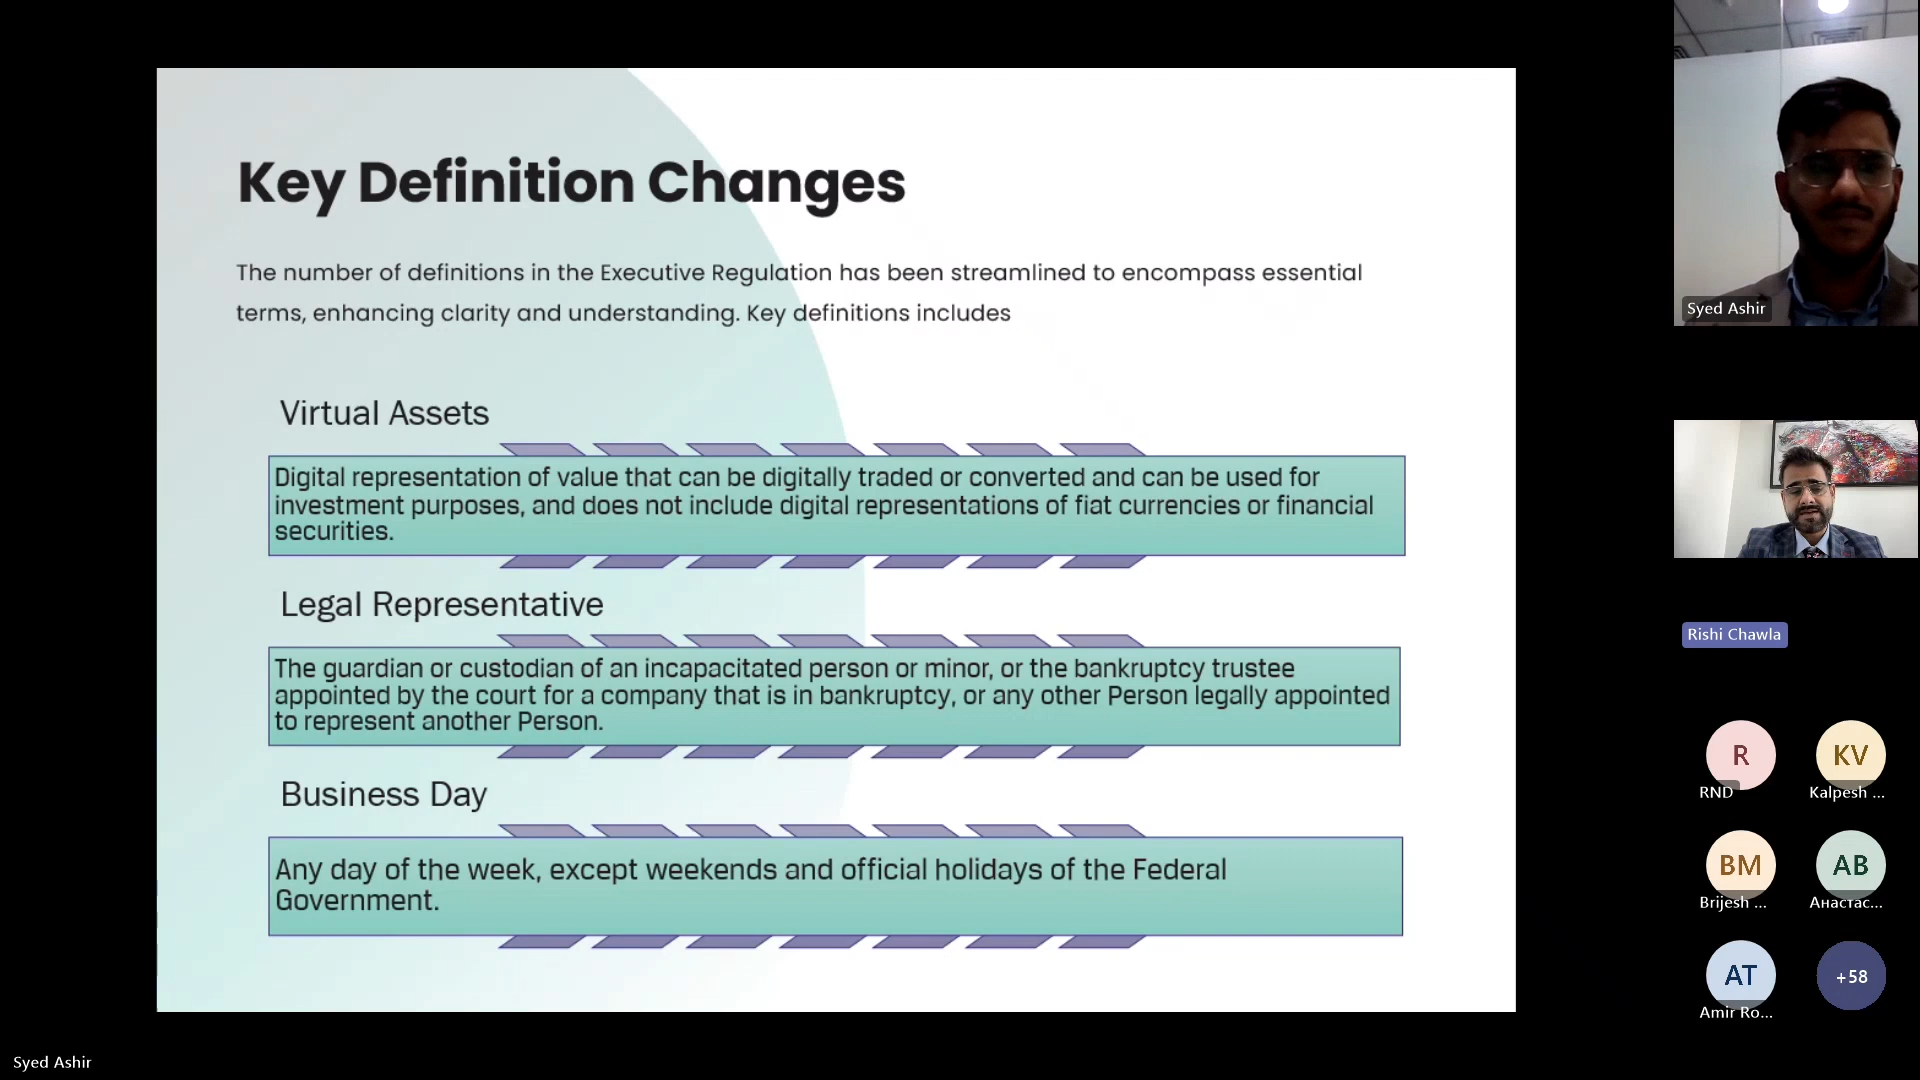 Key Definition Changes
The number of definitions in the Executive Regulation has been streamlined to encompass essential
terms, enhancing clarity and understanding. Key definitions includes
Virtual Assets
Digital representation of value that can be digitally traded or converted and can be used for
investment purposes, and does not include digital representations of fiat currencies or financial
securities.
Legal Representative
The guardian or custodian of an incapacitated person or minor, or the bankruptcy trustee
appointed by the court for a company that is in bankruptcy, or any other Person legally appointed
to represent another Person.
Business Day
Any day of the week, except weekends and official holidays of the Federal
Government.
Syed Ashir
Rishi Chawla
R
RND
KV
Kalpesh ...
BM
Brijesh ...
AB
Анастас...
AT
Amir Ro...
+58
Syed Ashir